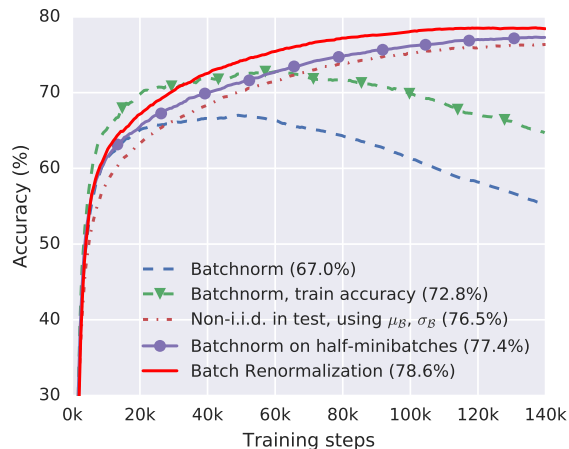 Accuracy (%)
80
70
60
50
40
30
Batchnorm (67.0%)
Batchnorm, train accuracy (72.8%)
Non-i.i.d. in test, using μ_B, σ_B (76.5%)
Batchnorm on half-minibatches (77.4%)
Batch Renormalization (78.6%)
0k 20k 40k 60k 80k 100k 120k 140k
Training steps